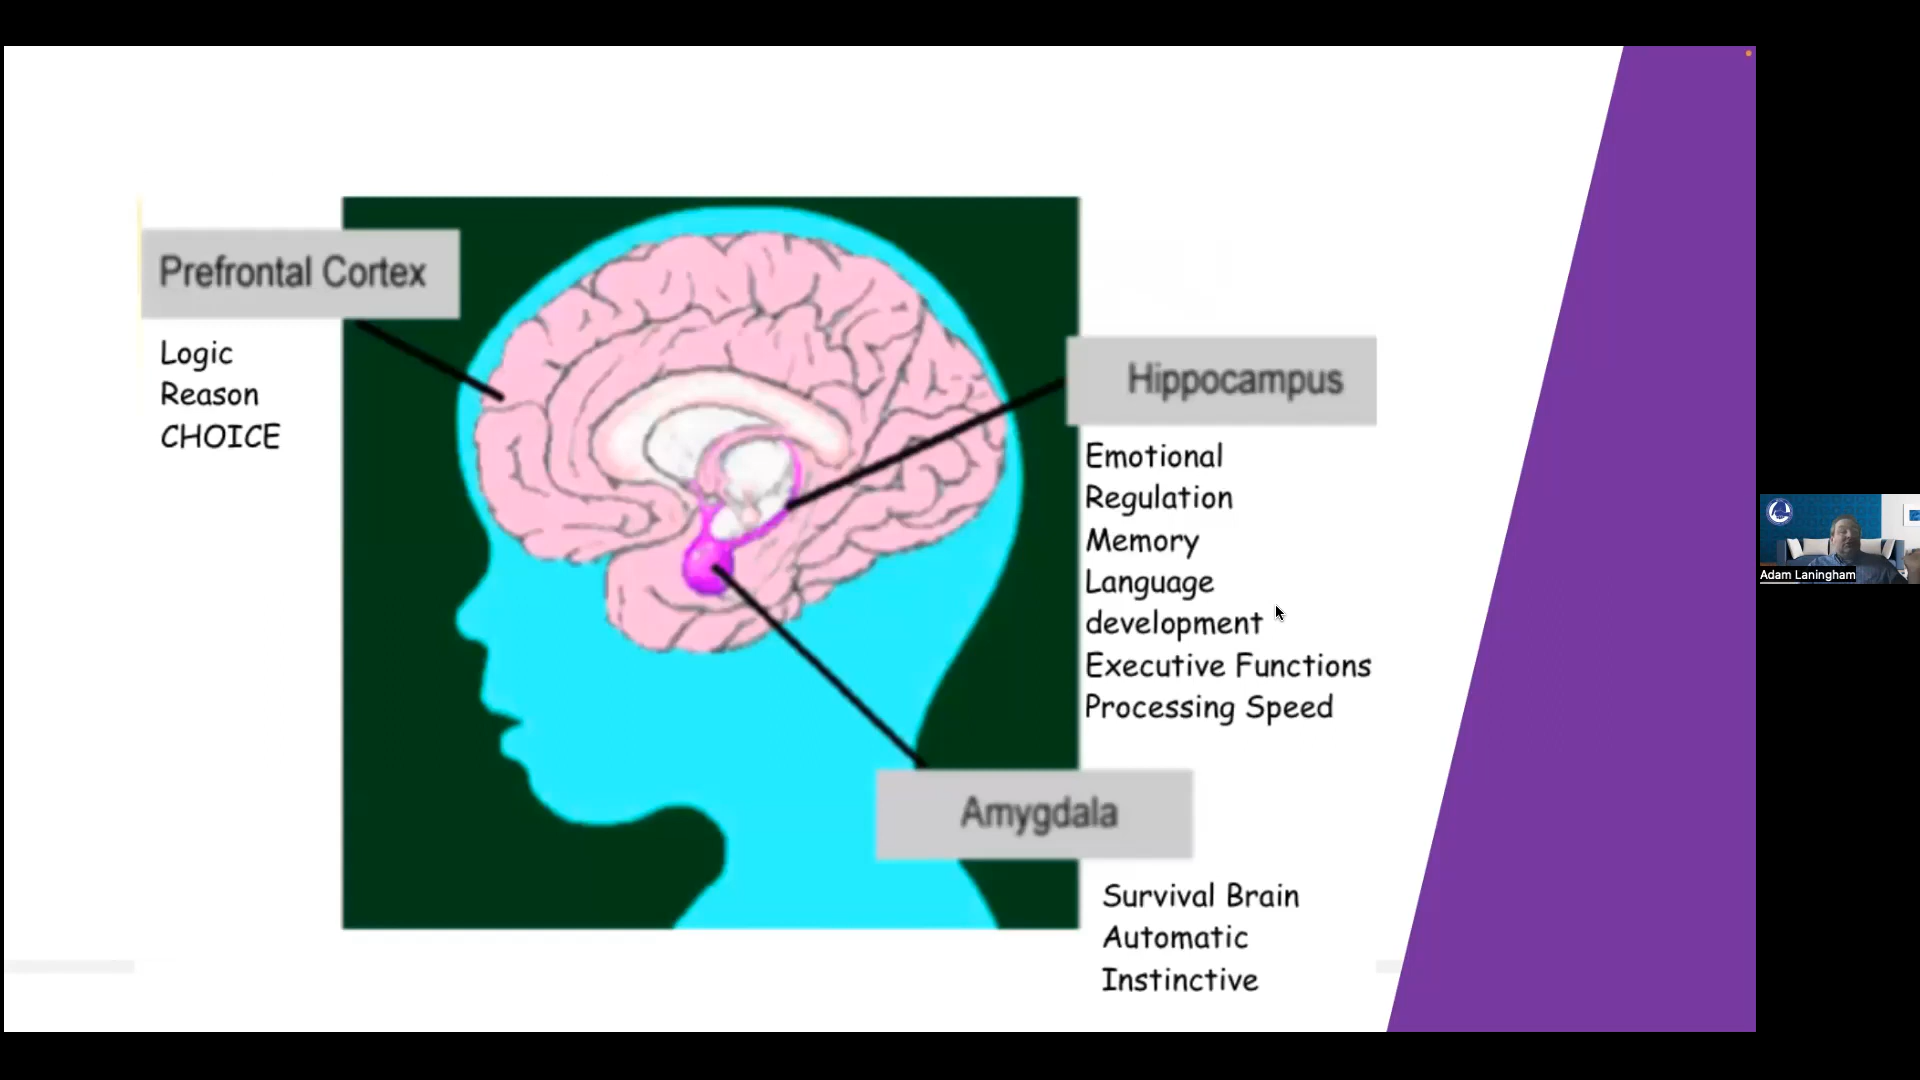 Prefrontal Cortex
Logic
Reason
CHOICE
Hippocampus
Emotional
Regulation
Memory
Language
development
Executive Functions
Processing Speed
Amygdala
Survival Brain
Automatic
Instinctive
Adam Laningham